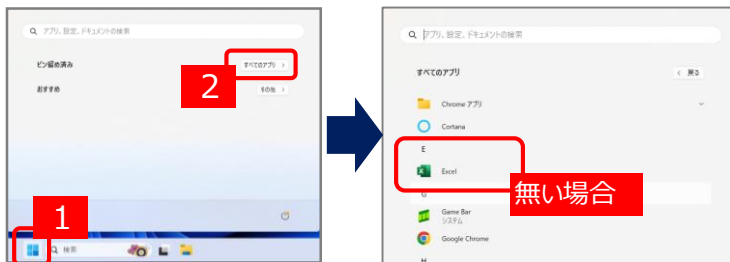 アプリ、設定、ドキュメントの検索
ピン留め済み
すべてのアプリ >
2
おすすめ
その他 >
1
検索
アプリ、設定、ドキュメントの検索
すべてのアプリ
< 戻る
Chrome アプリ
Cortana
E
Excel
無い場合
G
Game Bar
システム
Google Chrome
H